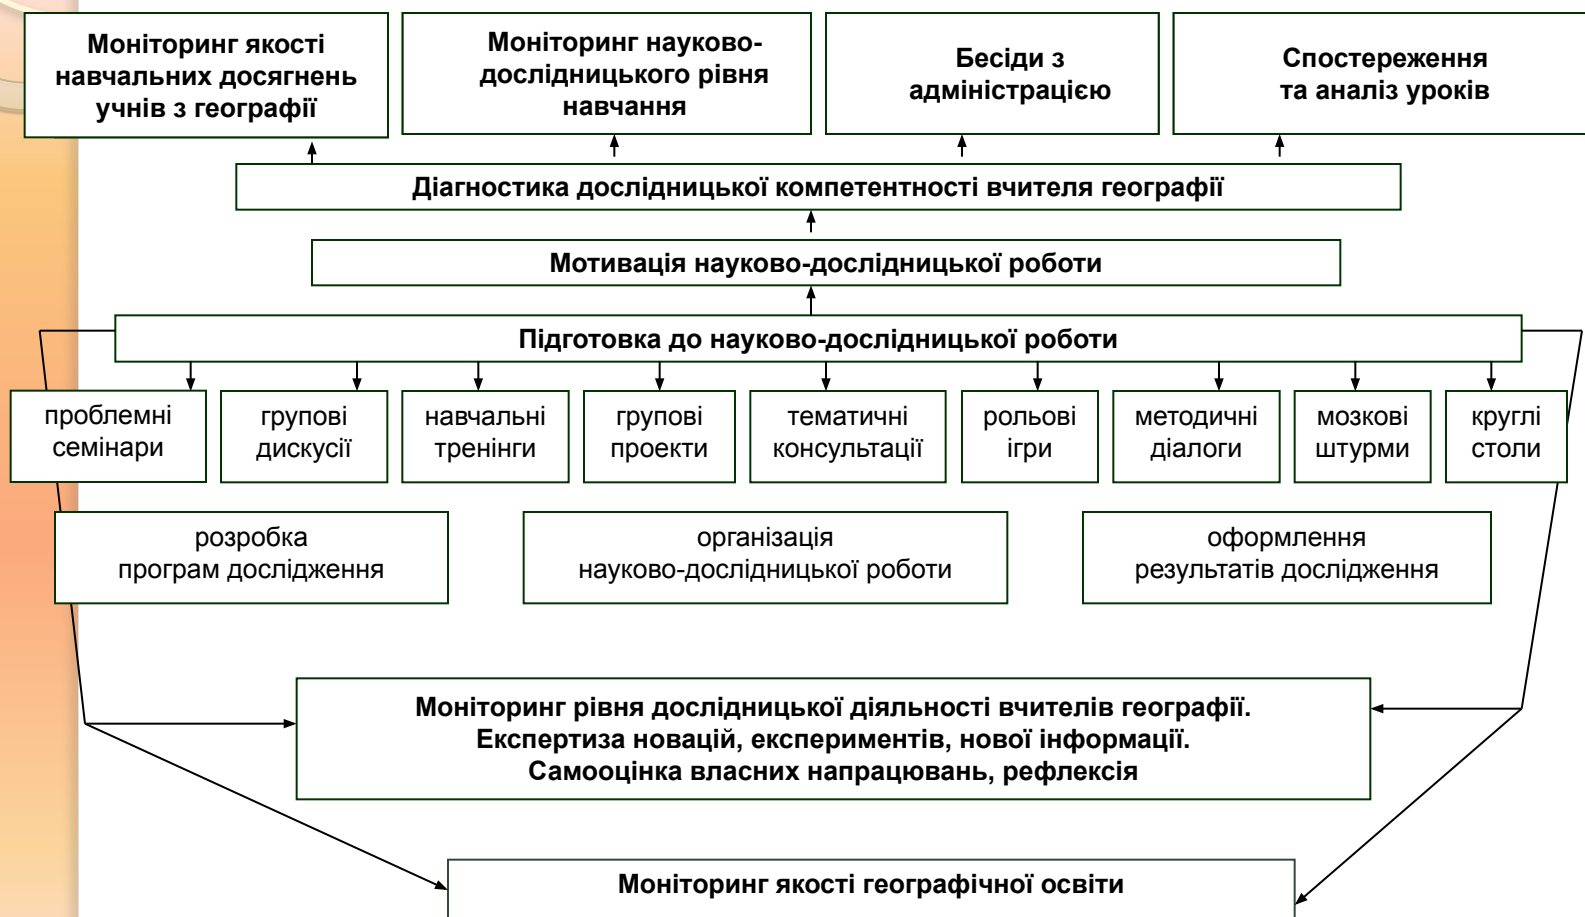 Моніторинг якості
навчальних досягнень
учнів з географії
Моніторинг науково-
дослідницького рівня
навчання
Бесіди з
адміністрацією
Спостереження
та аналіз уроків
Діагностика дослідницької компетентності вчителя географії
Мотивація науково-дослідницької роботи
Підготовка до науково-дослідницької роботи
проблемні
семінари
групові
дискусії
навчальні
тренінги
групові
проекти
тематичні
консультації
рольові
ігри
методичні
діалоги
мозкові
штурми
круглі
столи
розробка
програм дослідження
організація
науково-дослідницької роботи
оформлення
результатів дослідження
Моніторинг рівня дослідницької діяльності вчителів географії.
Експертиза новацій, експериментів, нової інформації.
Самооцінка власних напрацювань, рефлексія
Моніторинг якості географічної освіти